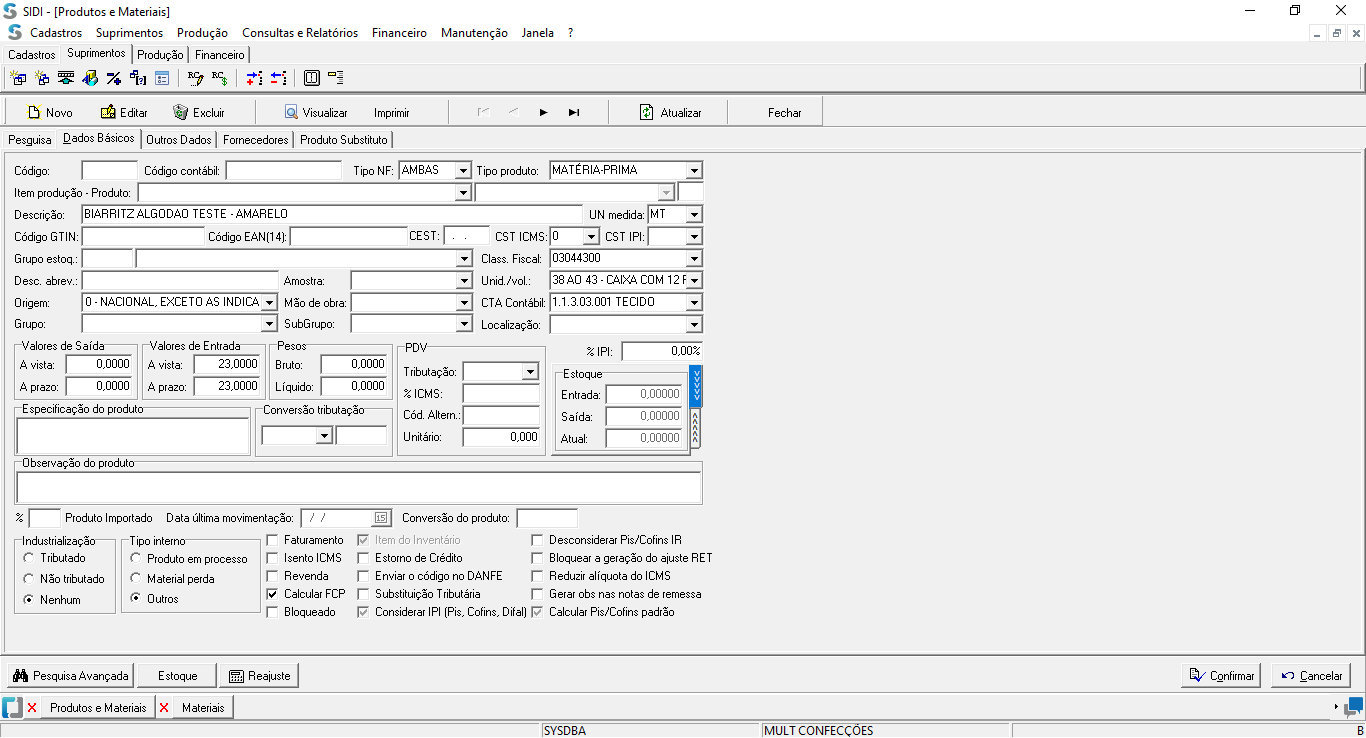 SIDI - [Produtos e Materiais]
Cadastros Suprimentos Produção Consultas e Relatórios Financeiro Manutenção Janela ?
Cadastros Suprimentos Produção Financeiro
Novo Editar Excluir Visualizar Imprimir Atualizar Fechar
Pesquisa Dados Básicos Outros Dados Fornecedores Produto Substituto
Código: Código contábil: Tipo NF: AMBAS Tipo produto: MATÉRIA-PRIMA
Item produção - Produto:
Descrição: BIARRITZ ALGODAO TESTE - AMARELO UN medida: MT
Código GTIN: Código EAN(14): CEST: . . CST ICMS: 0 CST IPI:
Grupo estoq.: Class. Fiscal: 03044300
Desc. abrev.: Amostra: Unid./vol.: 38 AO 43 - CAIXA COM 12 F
Origem: 0 - NACIONAL, EXCETO AS INDICA Mão de obra: CTA Contábil: 1.1.3.03.001 TECIDO
Grupo: SubGrupo: Localização:
Valores de Saída Valores de Entrada Pesos PDV % IPI: 0,00%
A vista: 0,0000 A vista: 23,0000 Bruto: 0,0000 Tributação: Estoque
A prazo: 0,0000 A prazo: 23,0000 Líquido: 0,0000 % ICMS: Entrada: 0,00000
Especificação do produto Conversão tributação Cód. Altern.: Saída: 0,00000
Unitário: 0,000 Atual: 0,00000
Observação do produto
% Produto Importado Data última movimentação: / / 15 Conversão do produto:
Industrialização Tipo interno Faturamento Item do Inventário Desconsiderar Pis/Cofins IR
Tributado Produto em processo Isento ICMS Estorno de Crédito Bloquear a geração do ajuste RET
Não tributado Material perda Revenda Enviar o código no DANFE Reduzir alíquota do ICMS
Nenhum Outros Calcular FCP Substituição Tributária Gerar obs nas notas de remessa
Bloqueado Considerar IPI (Pis, Cofins, Difal) Calcular Pis/Cofins padrão
Pesquisa Avançada Estoque Reajuste Confirmar Cancelar
Produtos e Materiais Materiais
SYSDBA MULT CONFECÇÕES B